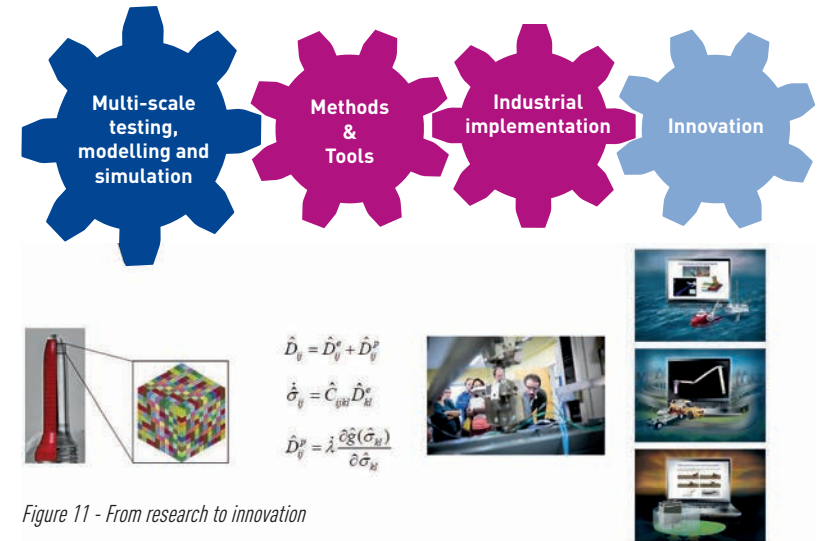 Multi-scale
testing,
modelling and
simulation
Methods
&
Tools
Industrial
implementation
Innovation
D̂ᵢⱼ = D̂ᵉᵢⱼ + D̂ᵖᵢⱼ
σ̂̇ᵢⱼ = Ĉᵢⱼₖₗ D̂ᵉₖₗ
D̂ᵖᵢⱼ = λ̇ ∂ĝ(σ̂ₖₗ) / ∂σ̂ₖₗ
Figure 11 - From research to innovation